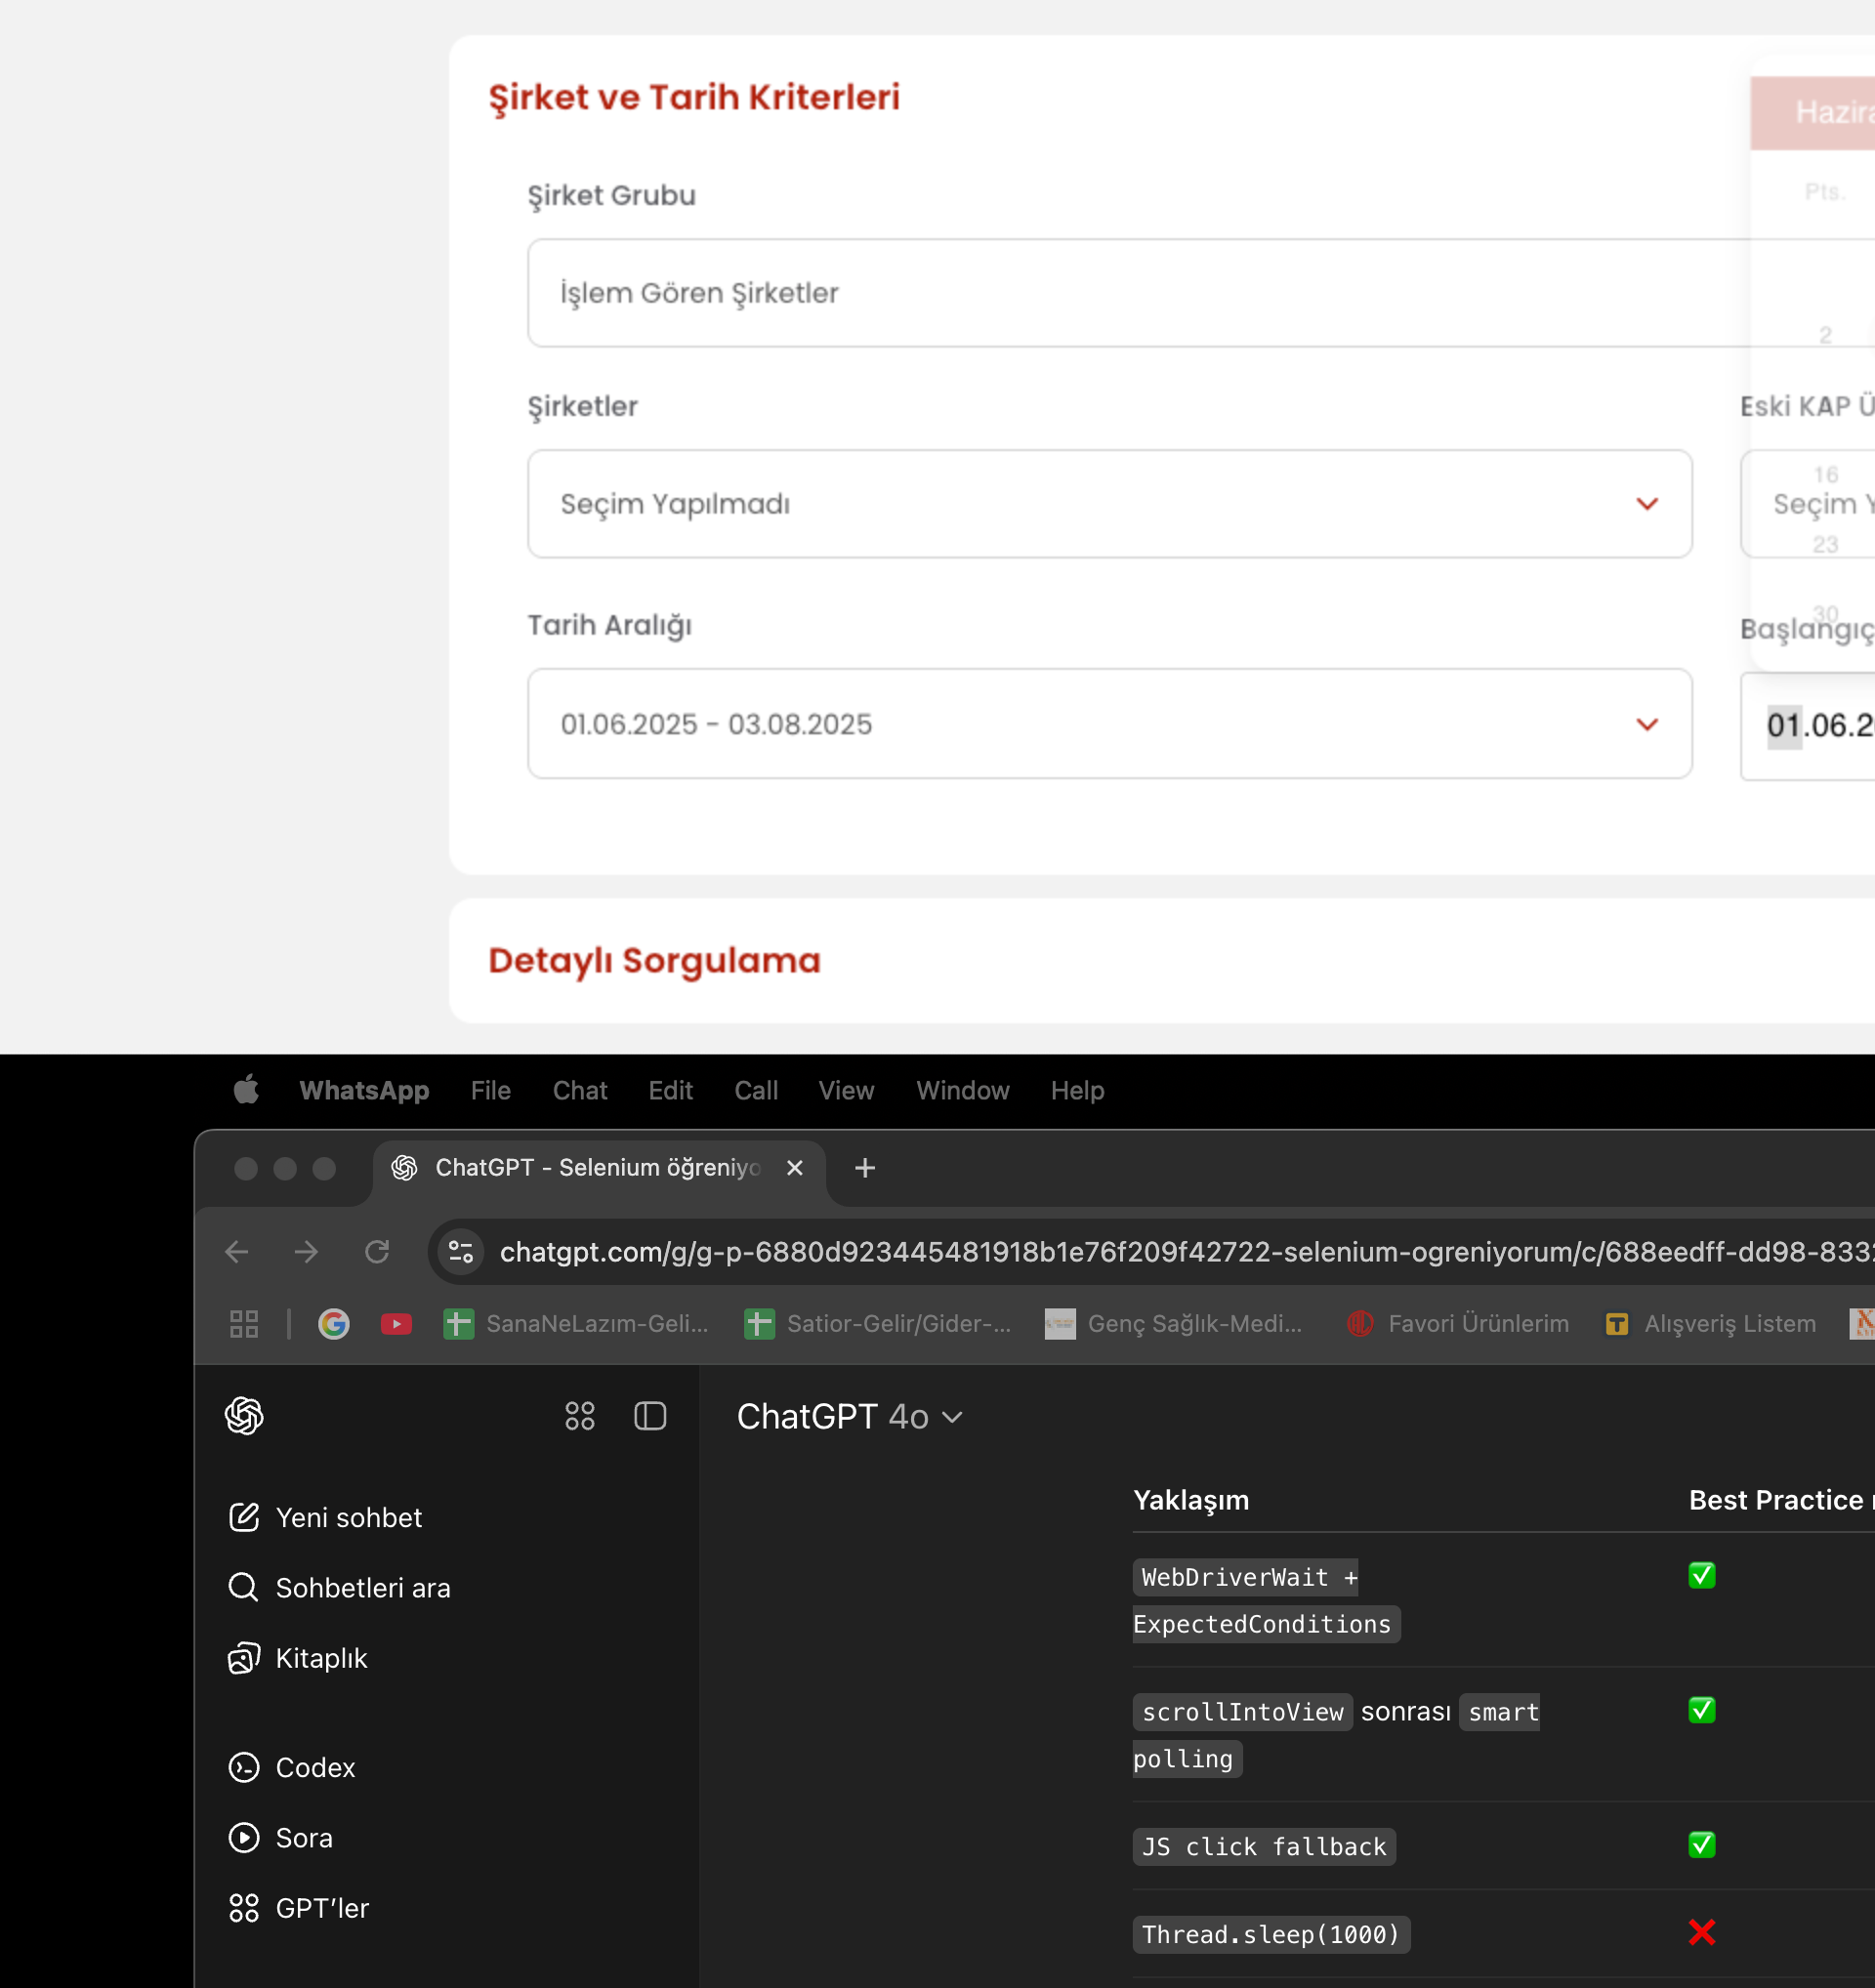 Şirket ve Tarih Kriterleri
Şirket Grubu
İşlem Gören Şirketler
Şirketler
Seçim Yapılmadı
Tarih Aralığı
01.06.2025 - 03.08.2025
Pts.
2
16
23
30
Eski KAP
Seçim
Başlangıç
01.06.2
Detaylı Sorgulama
WhatsApp File Chat Edit Call View Window Help
ChatGPT - Selenium öğreniyo
chatgpt.com/g/g-p-6880d923445481918b1e76f209f42722-selenium-ogreniyorum/c/688eedff-dd98-833
SanaNeLazım-Geli... Satior-Gelir/Gider-... Genç Sağlık-Medi... Favori Ürünlerim Alışveriş Listem
ChatGPT 4o
Yeni sohbet
Sohbetleri ara
Kitaplık
Codex
Sora
GPT'ler
Yaklaşım Best Practice
WebDriverWait +
ExpectedConditions
scrollIntoView sonrası smart
polling
JS click fallback
Thread.sleep(1000)